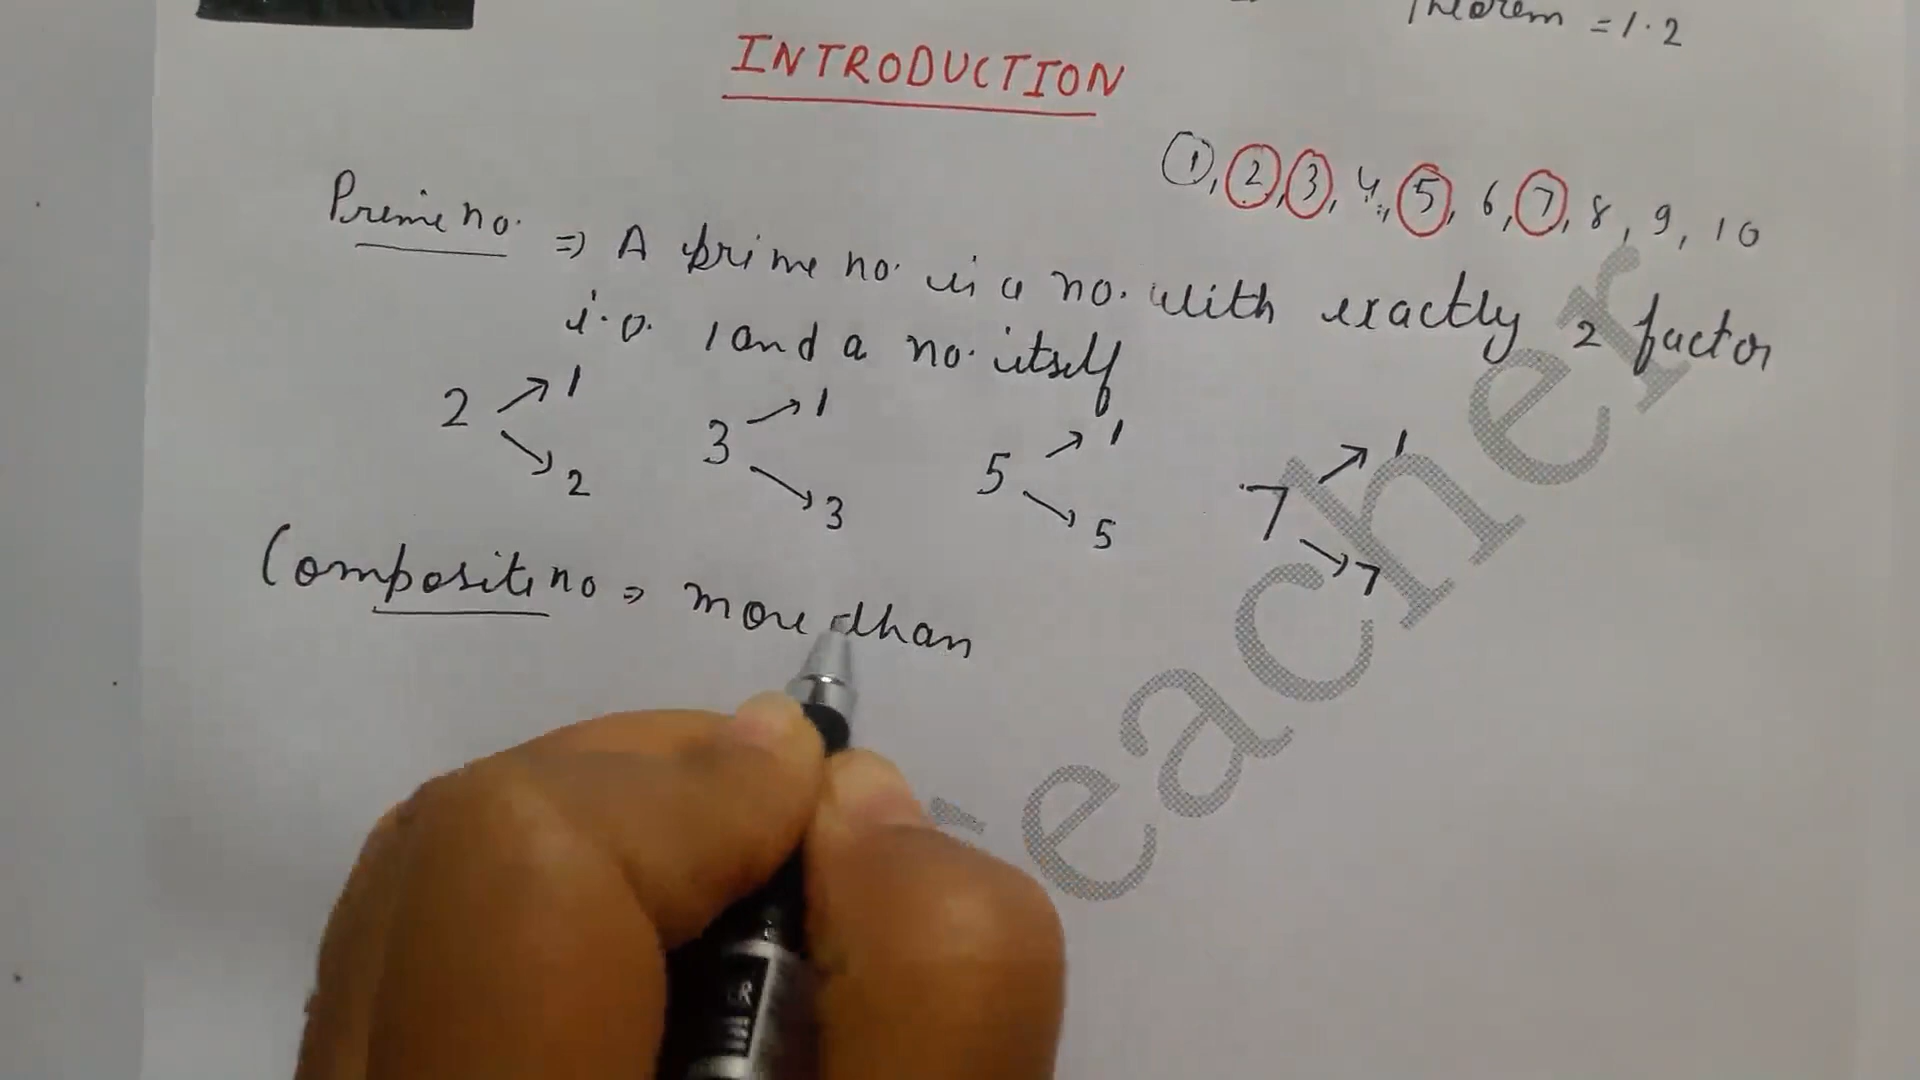 Theorem = 1.2
INTRODUCTION
1, 2, 3, 4, 5, 6, 7, 8, 9, 10
Prime no. ⇒ A prime no. is a no. with exactly 2 factor
i.e. 1 and a no. itself
2 → 1 → 2 3 → 1 → 3 5 → 1 → 5 7 → 1 → 7
Composite no ⇒ more than
eacher